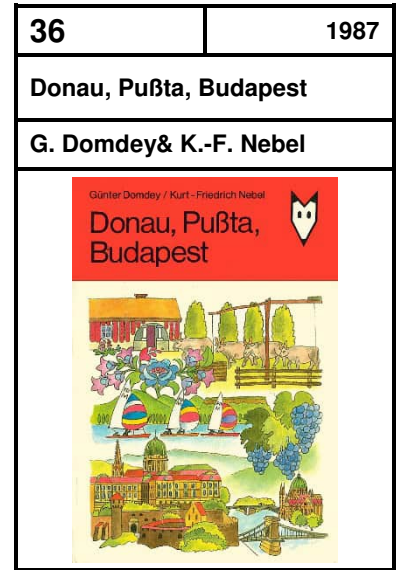 36
1987
Donau, Pußta, Budapest
G. Domdey& K.-F. Nebel
Günter Domdey / Kurt-Friedrich Nebel
Donau, Pußta,
Budapest